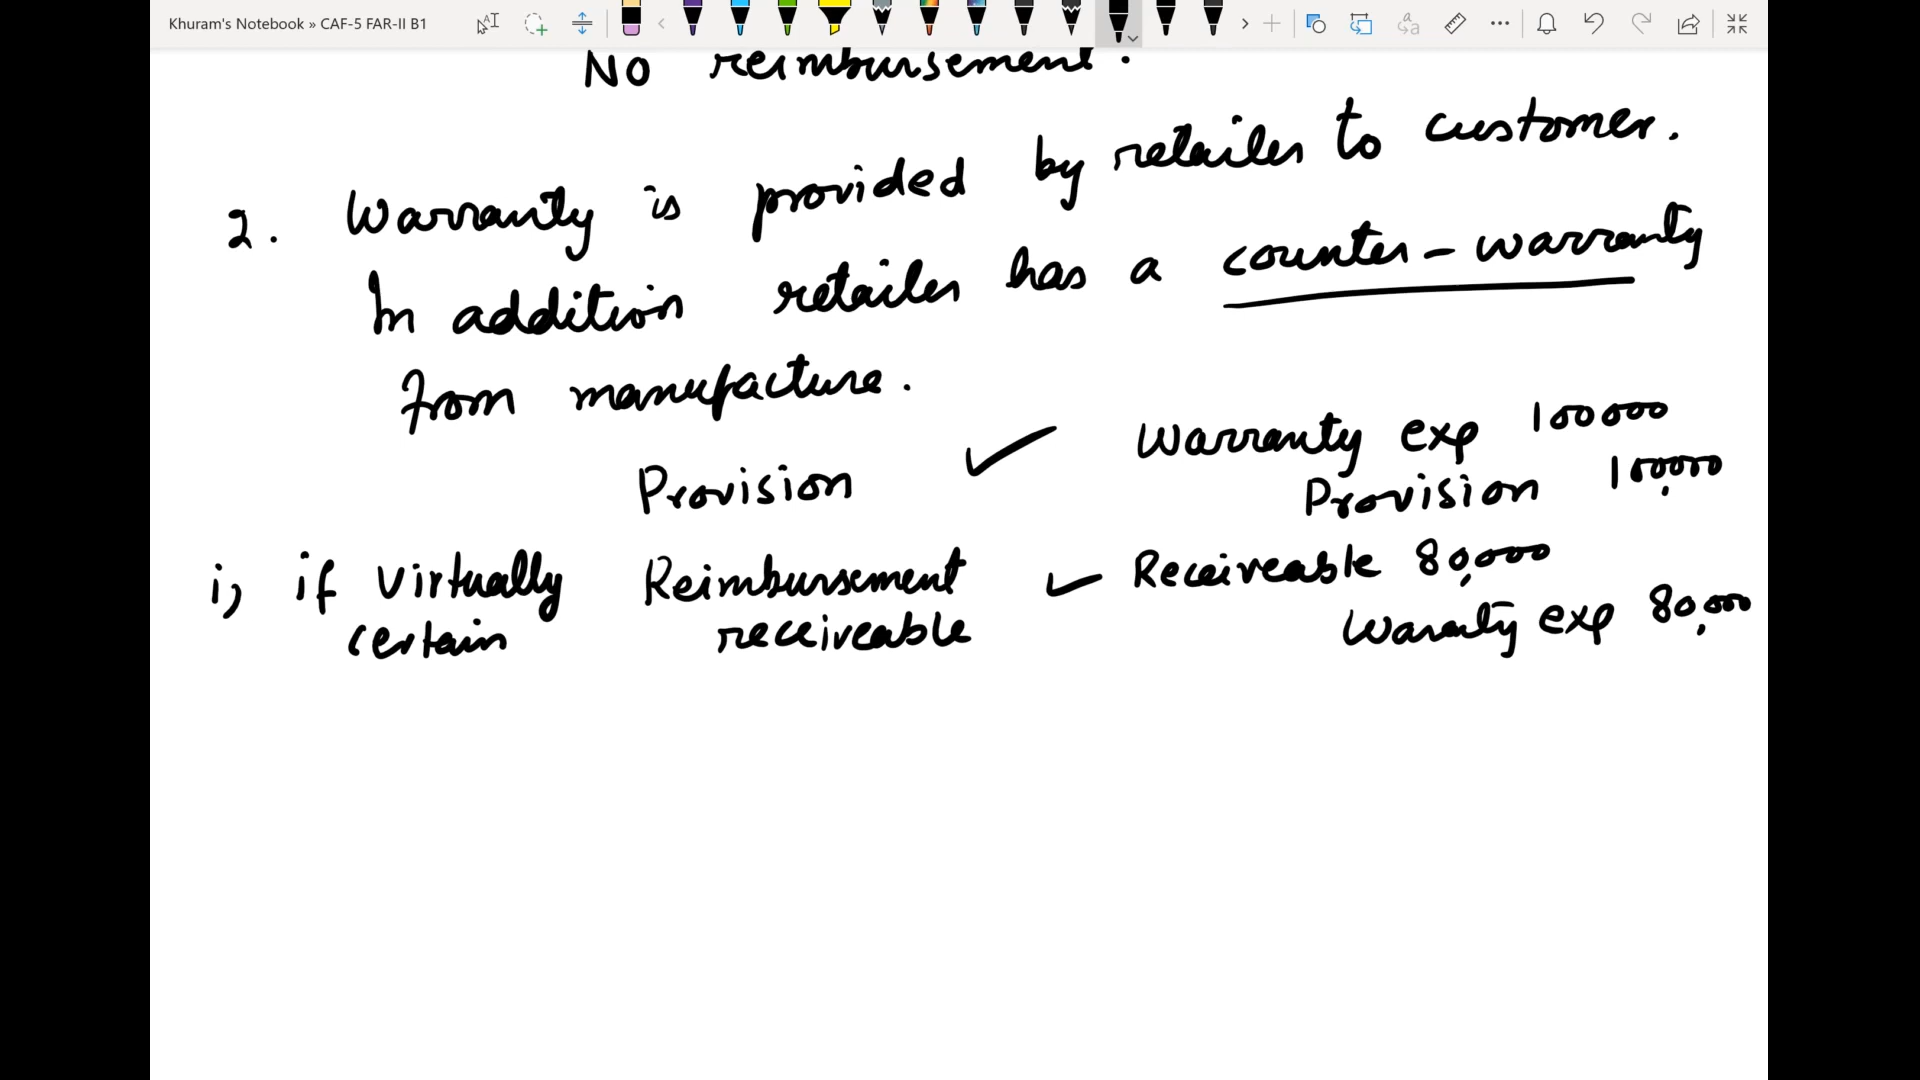 Khuram's Notebook » CAF-5 FAR-II B1
No reimbursement.
2. Warranty is provided by retailer to customer.
In addition retailer has a counter-warranty
from manufacture.
Provision ✓ Warranty exp 100000
Provision 100,000
i, if virtually Reimbursement ✓ Receiveable 80,000
certain receiveable Waranty exp 80,000